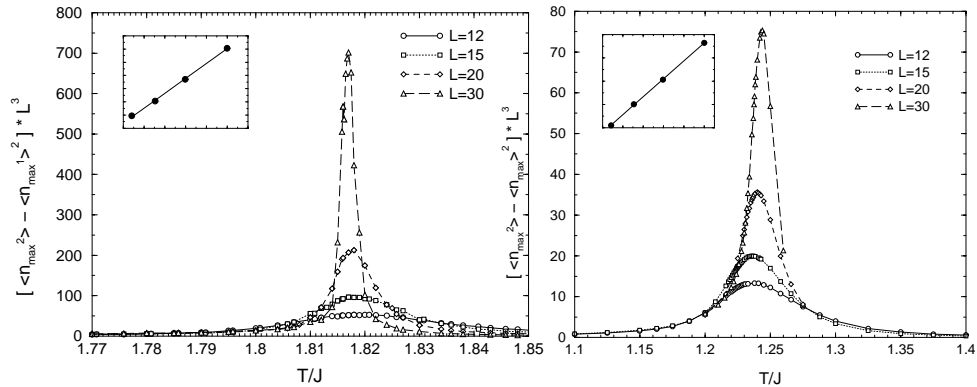 [ <n_max^2> – <n_max^1>^2 ] * L^3
800
700
600
500
400
300
200
100
0
1.77 1.78 1.79 1.8 1.81 1.82 1.83 1.84 1.85
T/J
L=12
L=15
L=20
L=30
[ <n_max^2> – <n_max>^2 ] * L^3
80
70
60
50
40
30
20
10
0
1.1 1.15 1.2 1.25 1.3 1.35 1.4
T/J
L=12
L=15
L=20
L=30